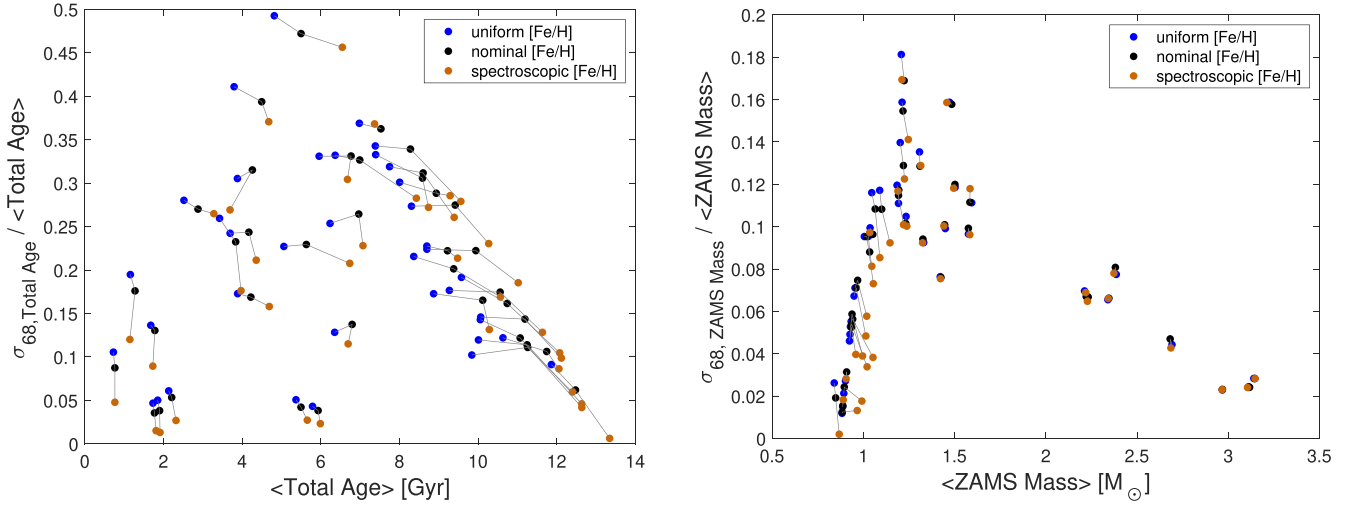 0.5
0.45
0.4
0.35
0.3
0.25
0.2
0.15
0.1
0.05
0
σ68,Total Age / <Total Age>
uniform [Fe/H]
nominal [Fe/H]
spectroscopic [Fe/H]
0 2 4 6 8 10 12 14
<Total Age> [Gyr]
0.2
0.18
0.16
0.14
0.12
0.1
0.08
0.06
0.04
0.02
0
σ68, ZAMS Mass / <ZAMS Mass>
uniform [Fe/H]
nominal [Fe/H]
spectroscopic [Fe/H]
0.5 1 1.5 2 2.5 3 3.5
<ZAMS Mass> [M⊙]